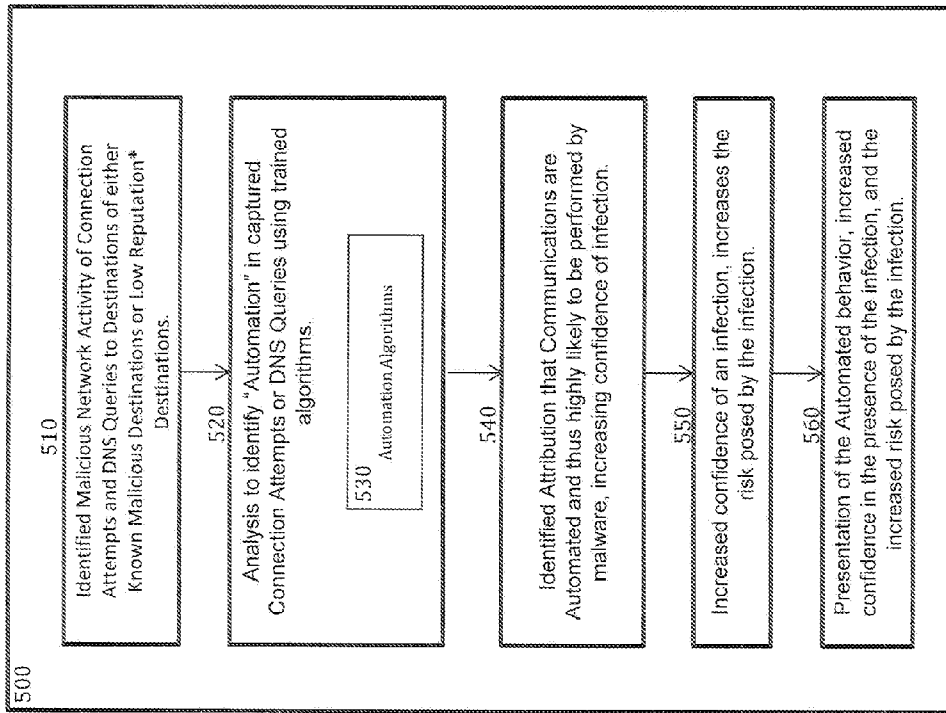 500
510
Identified Malicious Network Activity of Connection
Attempts and DNS Queries to Destinations of either
Known Malicious Destinations or Low Reputation*
Destinations.
520
Analysis to identify "Automation" in captured
Connection Attempts or DNS Queries using trained
algorithms.
530
Automation Algorithms
540
Identified Attribution that Communications are
Automated and thus highly likely to be performed by
malware, increasing confidence of infection.
550
Increased confidence of an infection, increases the
risk posed by the infection.
560
Presentation of the Automated behavior, increased
confidence in the presence of the infection, and the
increased risk posed by the infection.